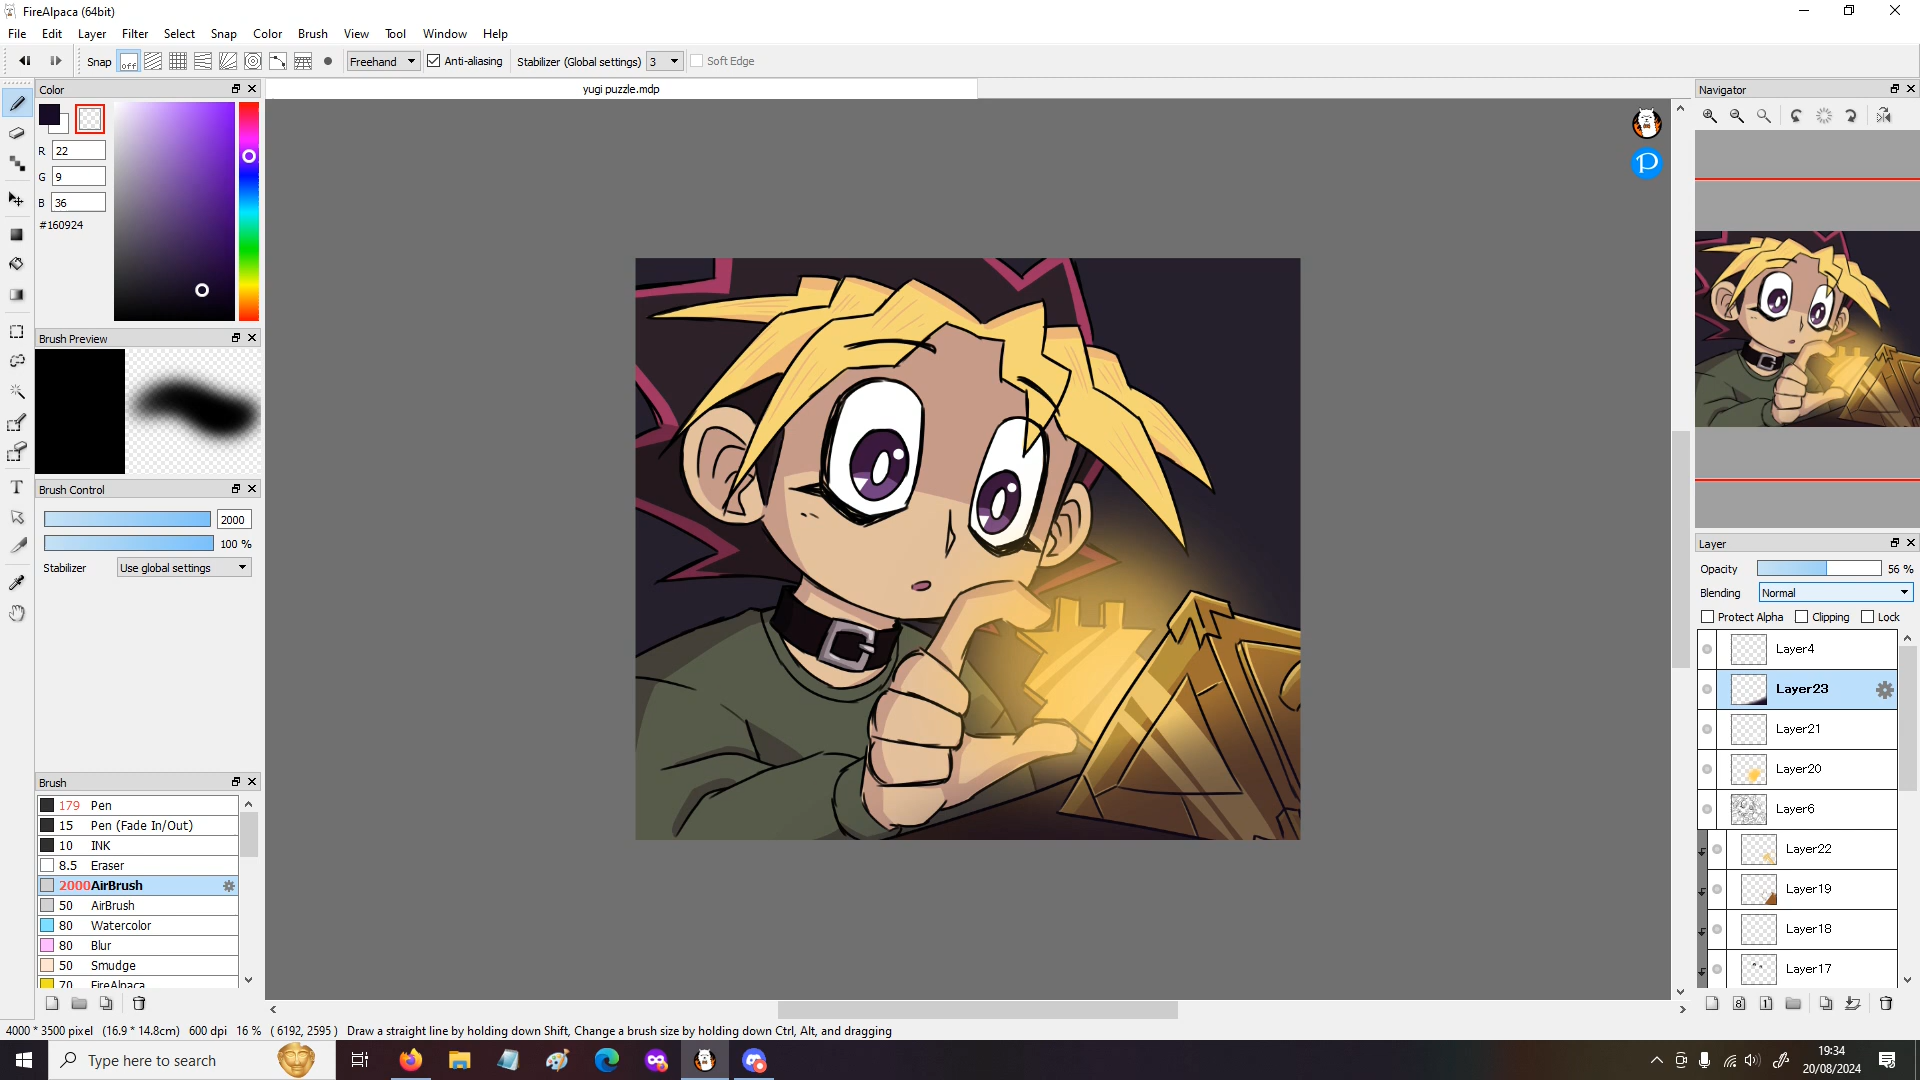 FireAlpaca (64bit)
File Edit Layer Filter Select Snap Color Brush View Tool Window Help
Snap off Freehand Anti-aliasing Stabilizer (Global settings) 3 Soft Edge
Color
yugi puzzle.mdp
Navigator
R 22
G 9
B 36
#160924
P
Brush Preview
Brush Control
2000
100 %
Stabilizer Use global settings
Layer
Opacity 56 %
Blending Normal
Protect Alpha Clipping Lock
Layer4
Layer23
Layer21
Layer20
Layer6
Layer22
Layer19
Layer18
Layer17
Brush
179 Pen
15 Pen (Fade In/Out)
10 INK
8.5 Eraser
2000 AirBrush
50 AirBrush
80 Watercolor
80 Blur
50 Smudge
70 FireAlpaca
T
8 1
4000 * 3500 pixel (16.9 * 14.8cm) 600 dpi 16 % ( 6192, 2595 ) Draw a straight line by holding down Shift, Change a brush size by holding down Ctrl, Alt, and dragging
Type here to search
19:34
20/08/2024